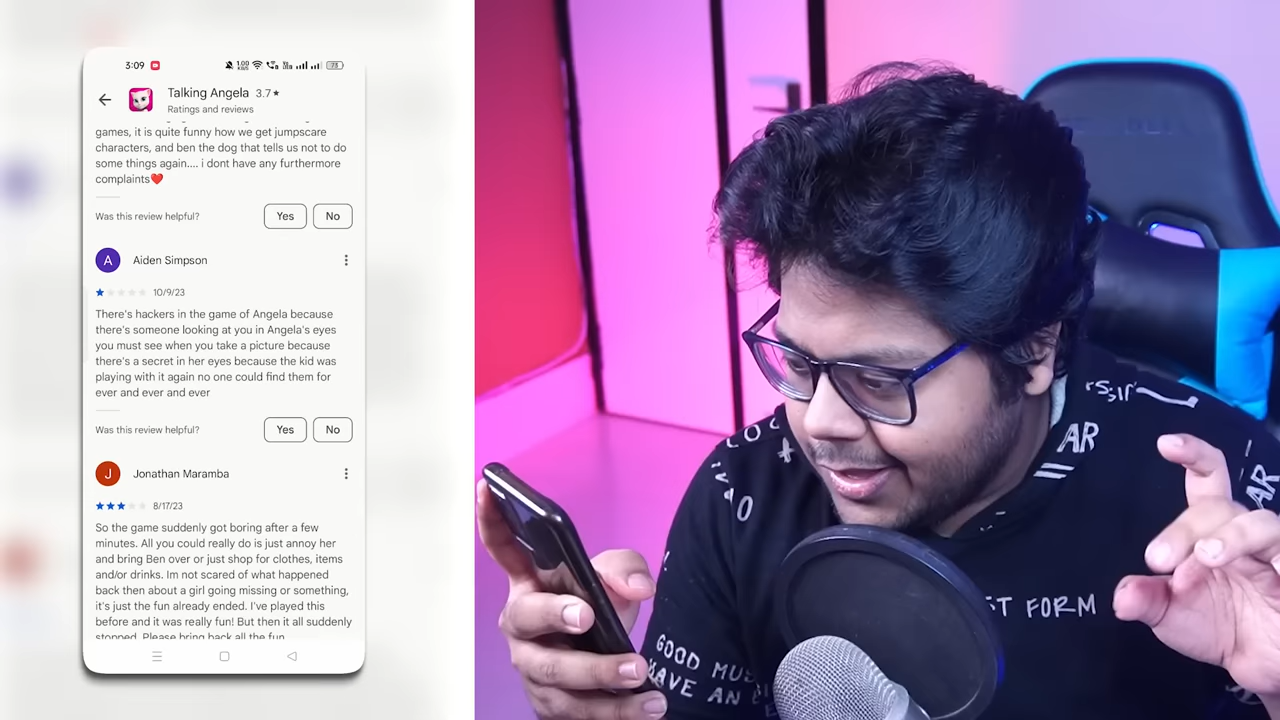 3:09
Talking Angela 3.7★
Ratings and reviews
games, it is quite funny how we get jumpscare
characters, and ben the dog that tells us not to do
some things again.... i dont have any furthermore
complaints❤️
Was this review helpful? Yes No
A Aiden Simpson
10/9/23
There's hackers in the game of Angela because
there's someone looking at you in Angela's eyes
you must see when you take a picture because
there's a secret in her eyes because the kid was
playing with it again no one could find them for
ever and ever and ever
Was this review helpful? Yes No
J Jonathan Maramba
8/17/23
So the game suddenly got boring after a few
minutes. All you could really do is just annoy her
and bring Ben over or just shop for clothes, items
and/or drinks. Im not scared of what happened
back then about a girl going missing or something,
it's just the fun already ended. I've played this
before and it was really fun! But then it all suddenly
stopped. Please bring back all the fun
AR
AR
FORM
GOOD